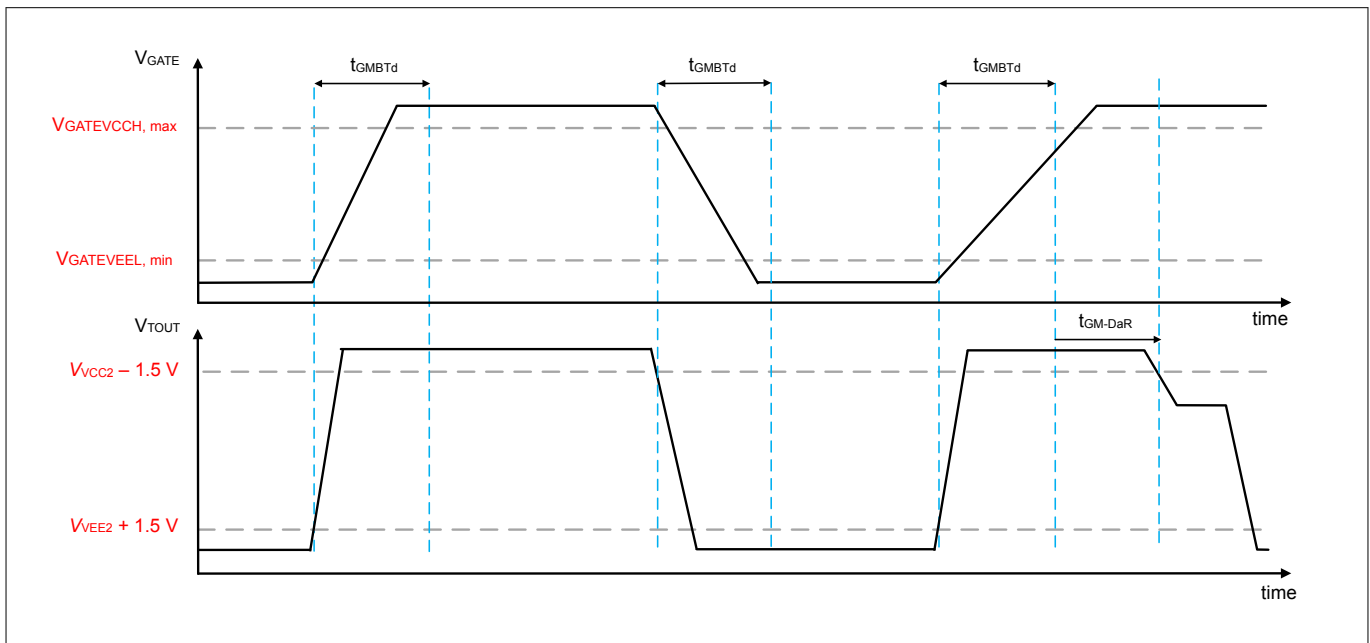 VGATE
tGMBTd
tGMBTd
tGMBTd
VGATEVCCH, max
VGATEVEEL, min
time
VTOUT
tGM-DaR
VVCC2 – 1.5 V
VVEE2 + 1.5 V
time